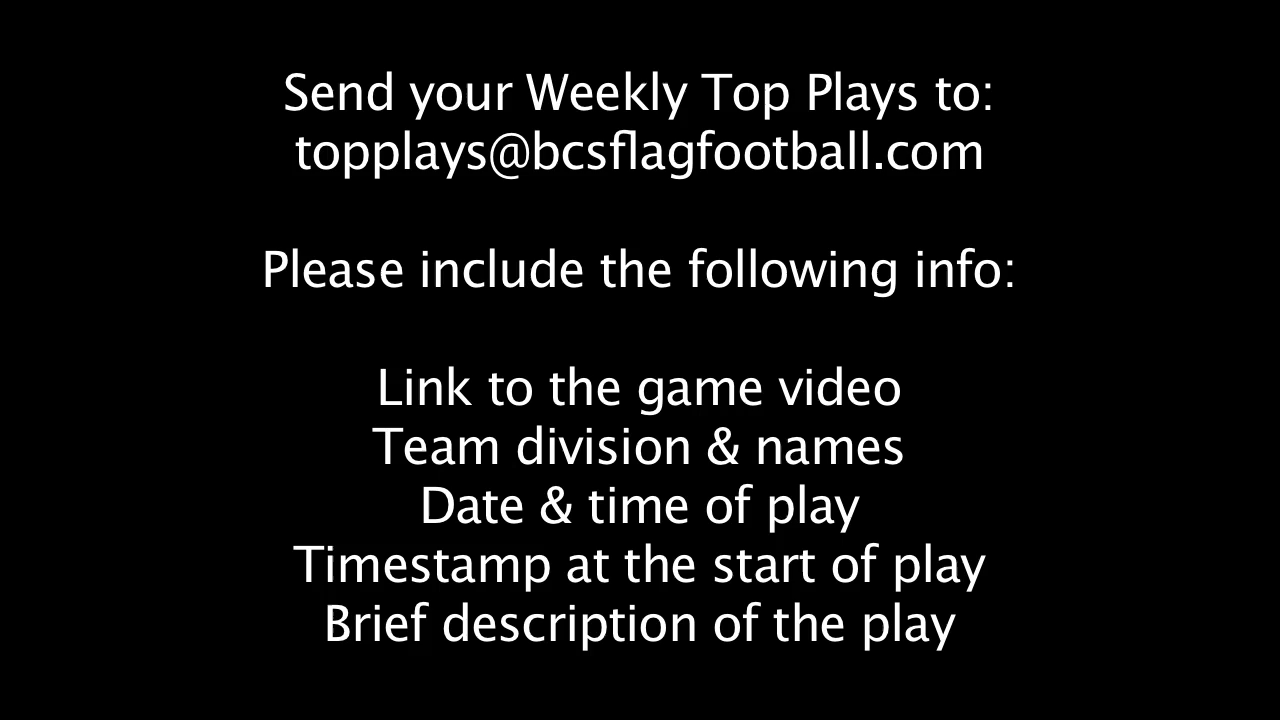 Send your Weekly Top Plays to:
topplays@bcsflagfootball.com
Please include the following info:
Link to the game video
Team division & names
Date & time of play
Timestamp at the start of play
Brief description of the play